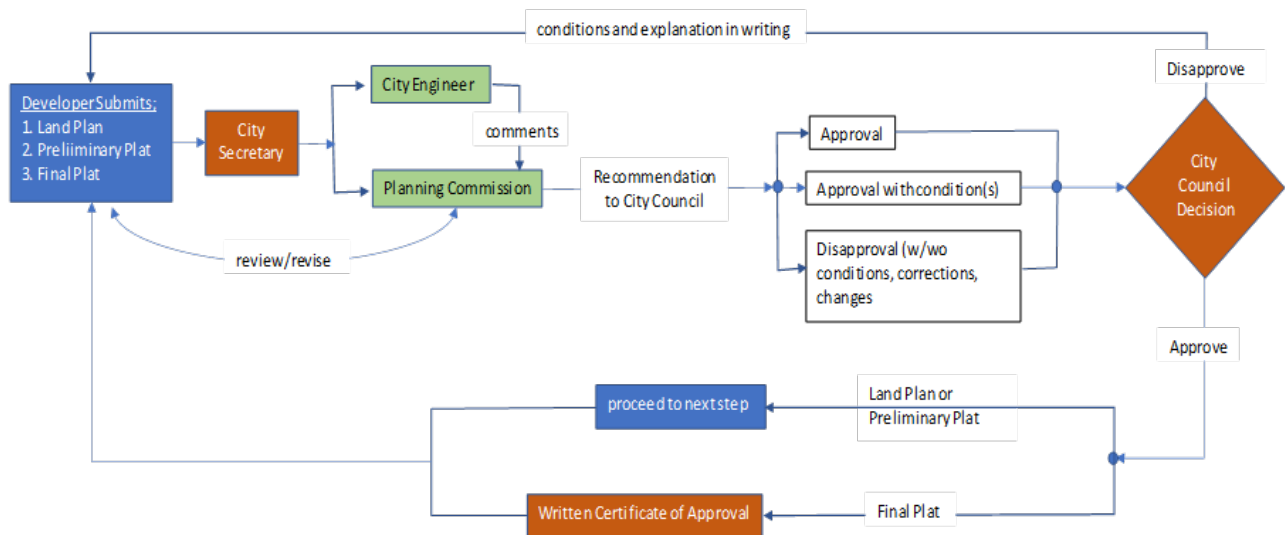 conditions and explanation in writing
Disapprove
Developer Submits;
1. Land Plan
2. Preliiminary Plat
3. Final Plat
City
Secretary
City Engineer
comments
Planning Commission
review/revise
Recommendation
to City Council
Approval
Approval with condition(s)
Disapproval (w/wo
conditions, corrections,
changes
City
Council
Decision
Approve
proceed to next step
Land Plan or
Preliminary Plat
Written Certificate of Approval
Final Plat